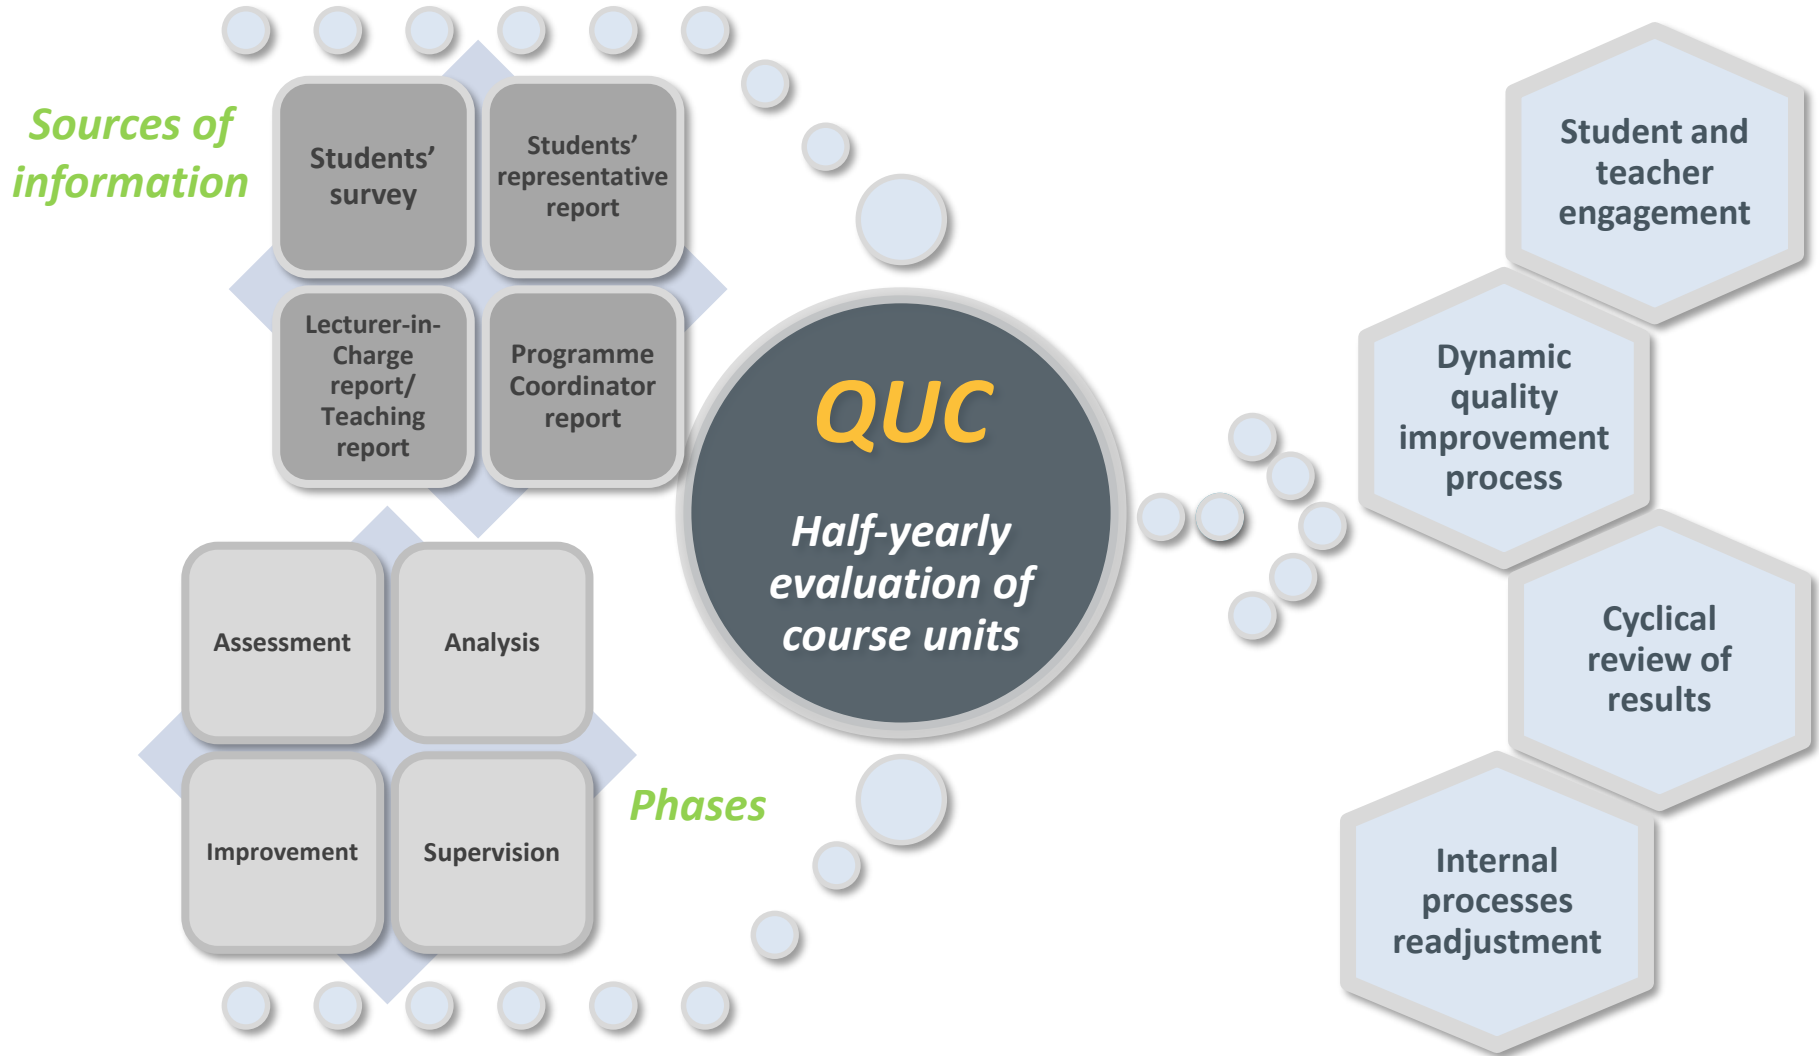 Sources of
information
Students’
survey
Students’
representative
report
Lecturer-in-
Charge
report/
Teaching
report
Programme
Coordinator
report
Assessment
Analysis
Improvement
Supervision
Phases
QUC
Half-yearly
evaluation of
course units
Student and
teacher
engagement
Dynamic
quality
improvement
process
Cyclical
review of
results
Internal
processes
readjustment